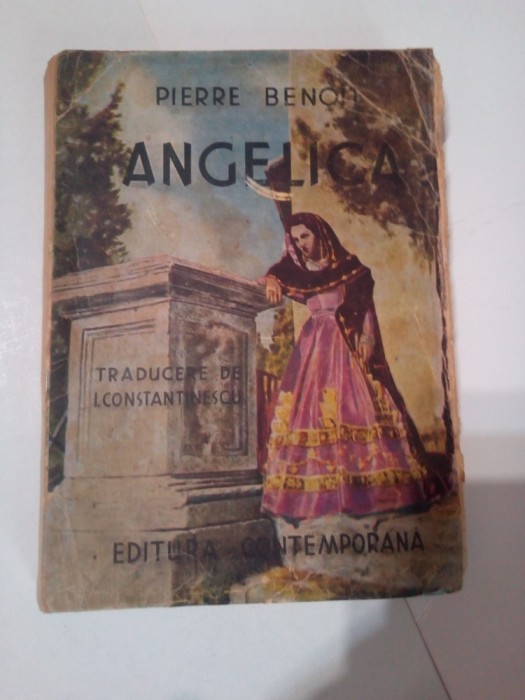 PIERRE BENOIT
ANGELICA
TRADUCERE DE
I.CONSTANTINESCU
EDITURA CONTEMPORANA